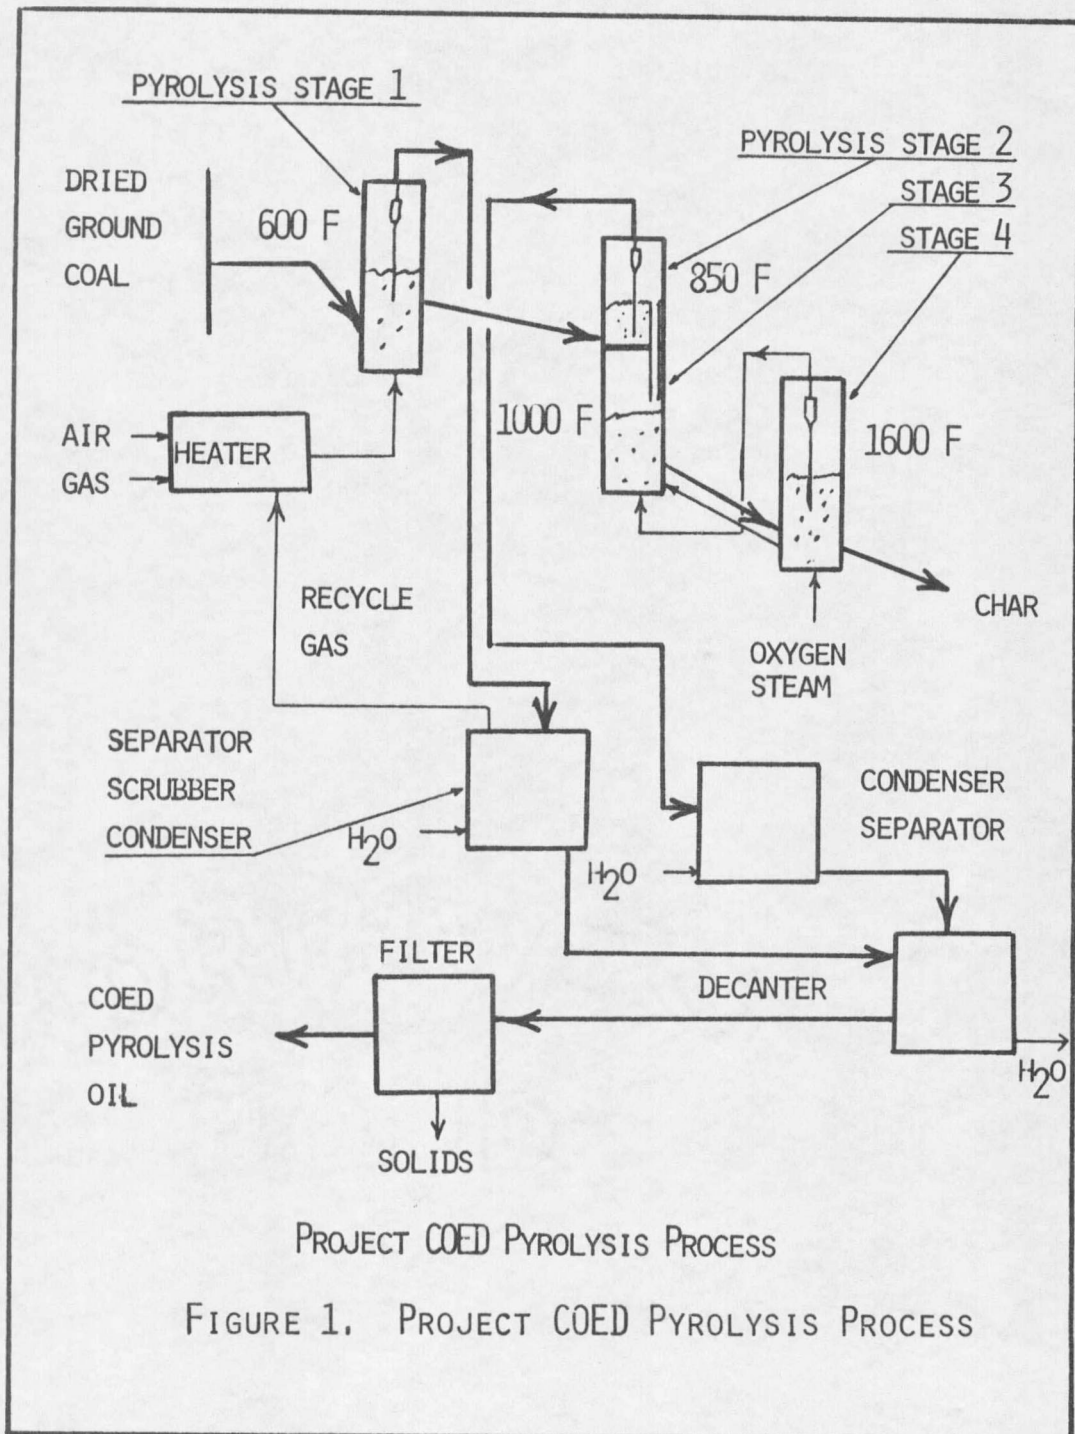 PYROLYSIS STAGE 1
PYROLYSIS STAGE 2
STAGE 3
STAGE 4
DRIED
GROUND
COAL
600 F
850 F
1000 F
1600 F
AIR
GAS
HEATER
CHAR
RECYCLE
GAS
OXYGEN
STEAM
SEPARATOR
SCRUBBER
CONDENSER
H2O
CONDENSER
SEPARATOR
H2O
FILTER
DECANTER
COED
PYROLYSIS
OIL
H2O
SOLIDS
PROJECT COED PYROLYSIS PROCESS
FIGURE 1. PROJECT COED PYROLYSIS PROCESS